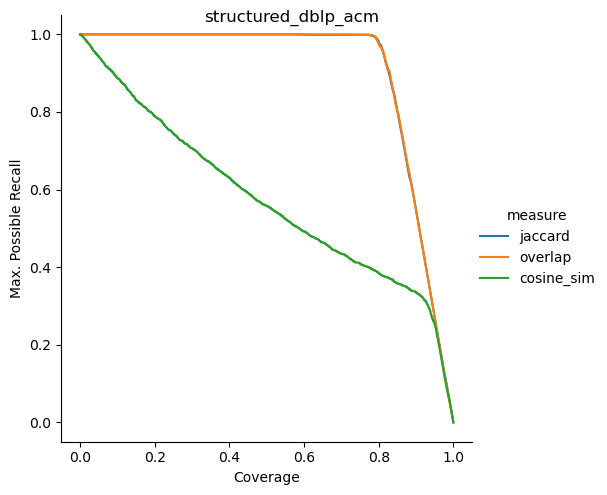 structured_dblp_acm
Max. Possible Recall
1.0
0.8
0.6
0.4
0.2
0.0
0.0 0.2 0.4 0.6 0.8 1.0
Coverage
measure
jaccard
overlap
cosine_sim